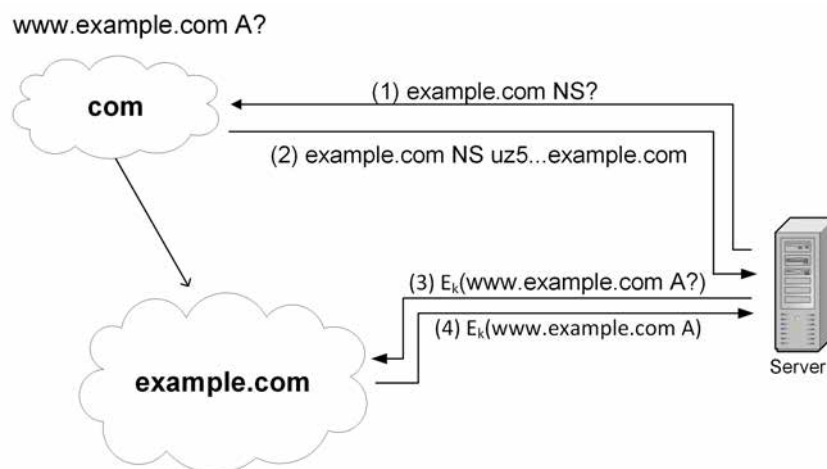 www.example.com A?
com
(1) example.com NS?
(2) example.com NS uz5...example.com
(3) Eₖ(www.example.com A?)
(4) Eₖ(www.example.com A)
example.com
Server